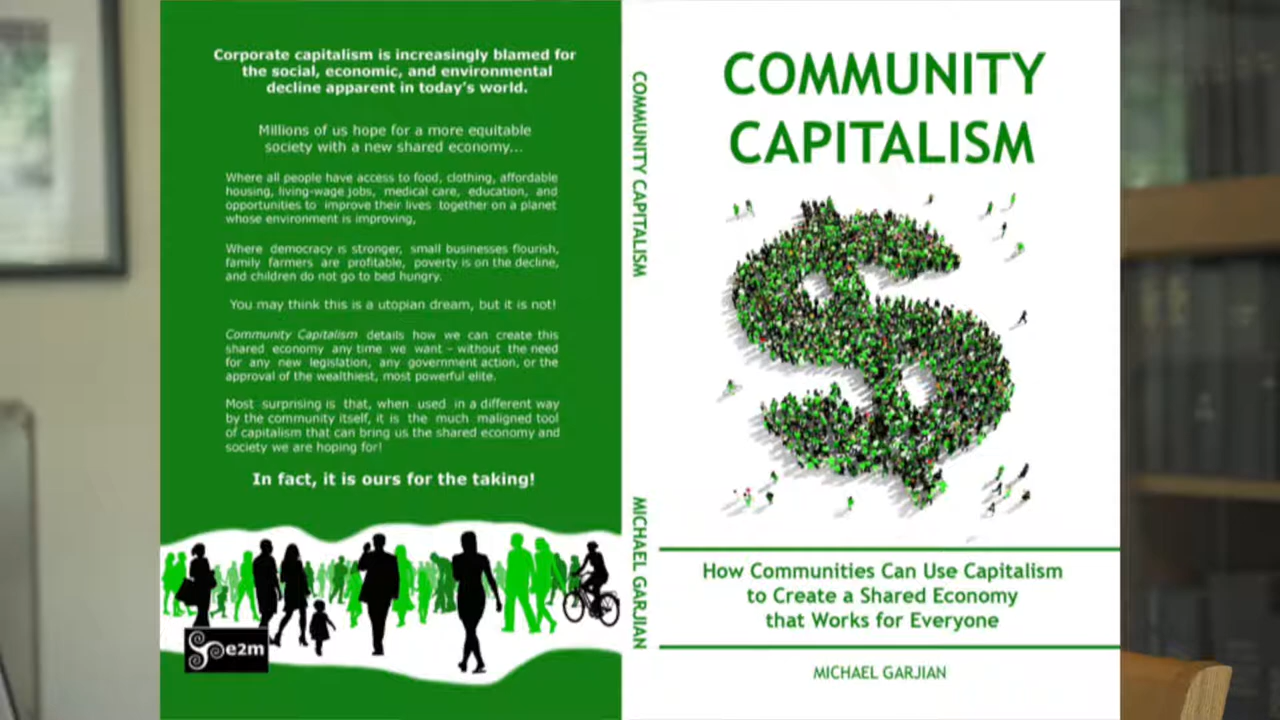 Corporate capitalism is increasingly blamed for
the social, economic, and environmental
decline apparent in today's world.
Millions of us hope for a more equitable
society with a new shared economy...
Where all people have access to food, clothing, affordable
housing, living-wage jobs, medical care, education, and
opportunities to improve their lives together on a planet
whose environment is improving,
Where democracy is stronger, small businesses flourish,
family farmers are profitable, poverty is on the decline,
and children do not go to bed hungry.
You may think this is a utopian dream, but it is not!
Community Capitalism details how we can create this
shared economy any time we want – without the need
for any new legislation, any government action, or the
approval of the wealthiest, most powerful elite.
Most surprising is that, when used in a different way
by the community itself, it is the much maligned tool
of capitalism that can bring us the shared economy and
society we are hoping for!
In fact, it is ours for the taking!
e2m
COMMUNITY CAPITALISM
MICHAEL GARJIAN
COMMUNITY
CAPITALISM
How Communities Can Use Capitalism
to Create a Shared Economy
that Works for Everyone
MICHAEL GARJIAN